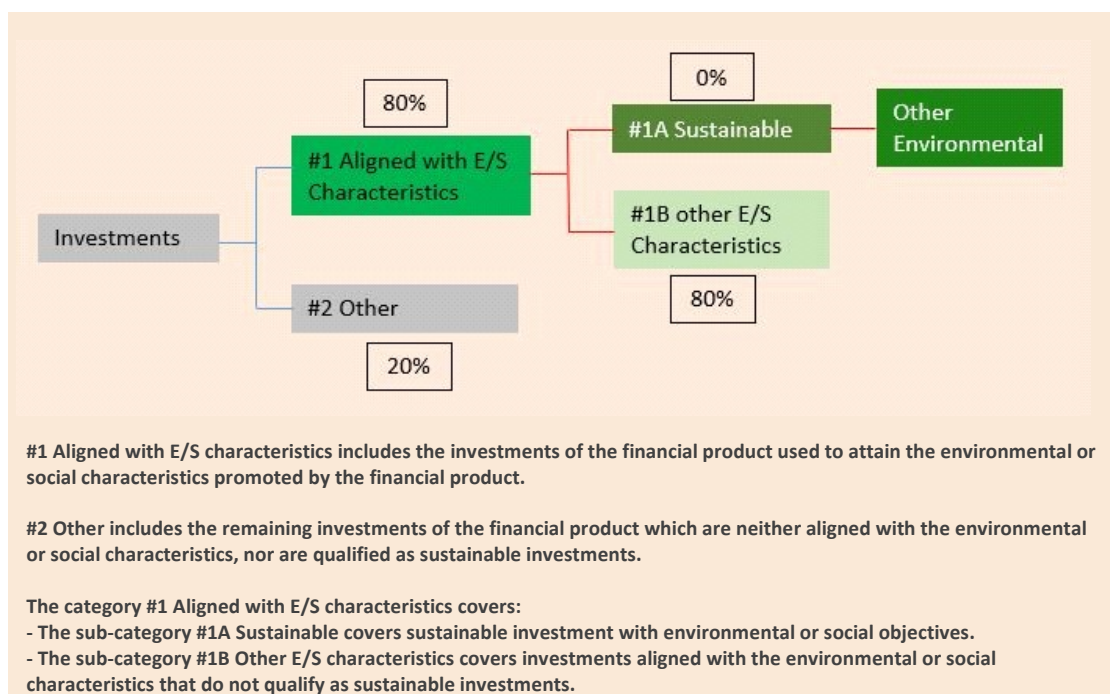 0%
80%
#1A Sustainable
Other
Environmental
#1 Aligned with E/S
Characteristics
#1B other E/S
Characteristics
Investments
80%
#2 Other
20%
#1 Aligned with E/S characteristics includes the investments of the financial product used to attain the environmental or
social characteristics promoted by the financial product.
#2 Other includes the remaining investments of the financial product which are neither aligned with the environmental
or social characteristics, nor are qualified as sustainable investments.
The category #1 Aligned with E/S characteristics covers:
- The sub-category #1A Sustainable covers sustainable investment with environmental or social objectives.
- The sub-category #1B Other E/S characteristics covers investments aligned with the environmental or social
characteristics that do not qualify as sustainable investments.